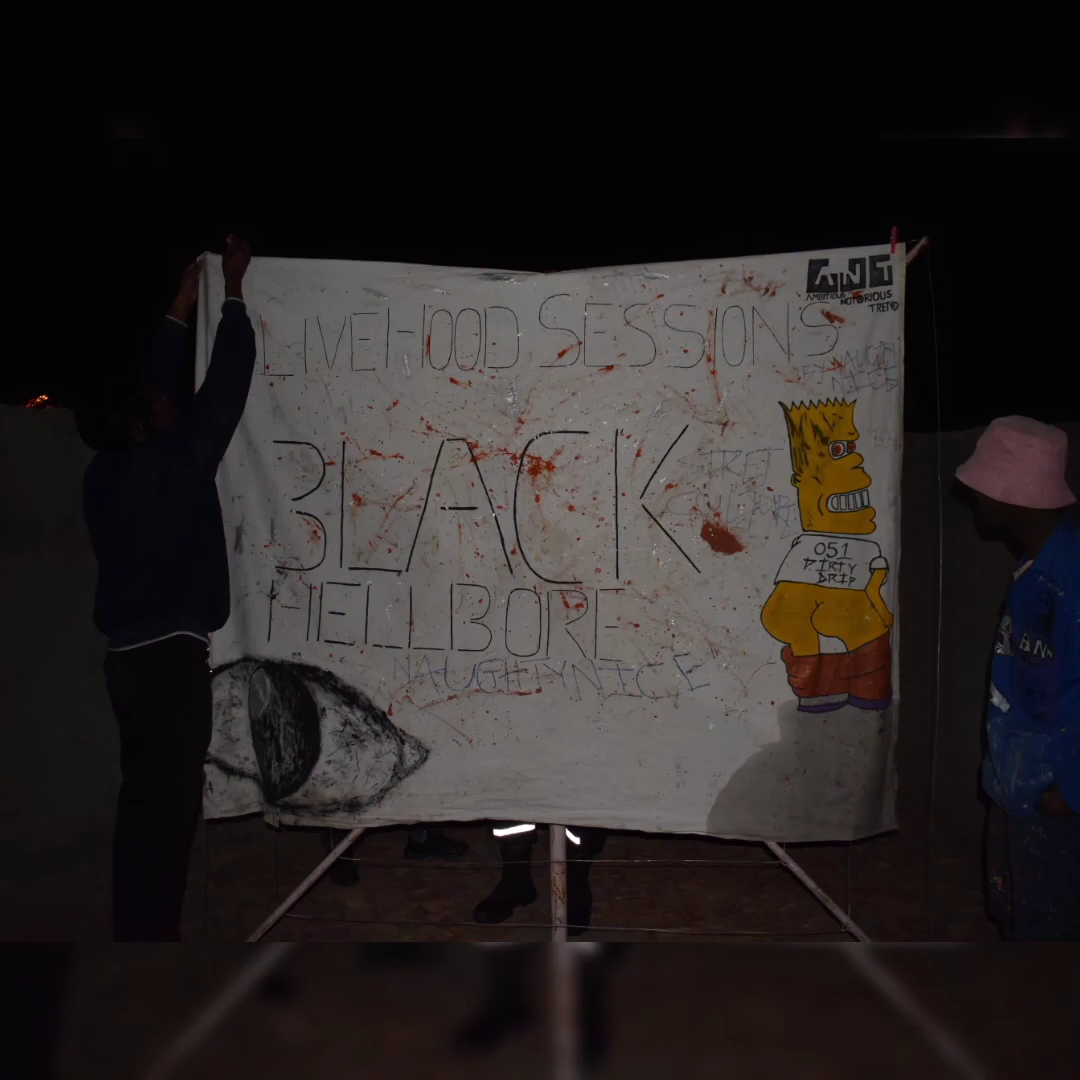 ANT
AMBITIOUS
NOTORIOUS
TREND
LIVEHOOD SESSIONS
BLACK
HELLBORE
NAUGHTYNICE
051
DIRTY
DRIP